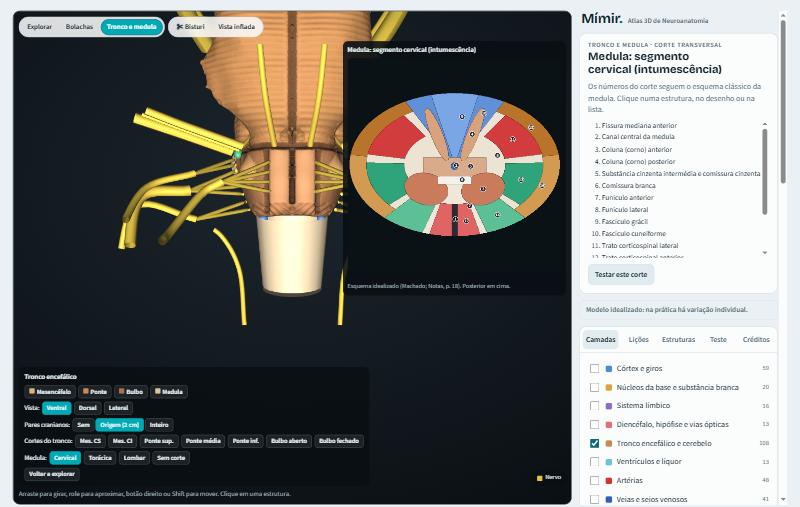 Explorar Bolachas Tronco e medula Bisturi Vista inflada
Medula: segmento cervical (intumescência)
Esquema idealizado (Machado; Notas, p. 18). Posterior em cima.
Tronco encefálico
Mesencéfalo Ponte Bulbo Medula
Vista: Ventral Dorsal Lateral
Pares cranianos: Sem Origem (2 cm) Inteiro
Cortes do tronco: Mes. CS Mes. CI Ponte sup. Ponte média Ponte inf. Bulbo aberto Bulbo fechado
Medula: Cervical Torácica Lombar Sem corte
Voltar a explorar
Nervo
Arraste para girar, role para aproximar, botão direito ou Shift para mover. Clique em uma estrutura.
Mímir. Atlas 3D de Neuroanatomia
TRONCO E MEDULA · CORTE TRANSVERSAL
Medula: segmento
cervical (intumescência)
Os números do corte seguem o esquema clássico da
medula. Clique numa estrutura, no desenho ou na
lista.
1. Fissura mediana anterior
2. Canal central da medula
3. Coluna (corno) anterior
4. Coluna (corno) posterior
5. Substância cinzenta intermédia e comissura cinzenta
6. Comissura branca
7. Funículo anterior
8. Funículo lateral
9. Fascículo grácil
10. Fascículo cuneiforme
11. Trato corticospinal lateral
12. Trato corticospinal anterior
Testar este corte
Modelo idealizado: na prática há variação individual.
Camadas Lições Estruturas Teste Créditos
Córtex e giros 59
Núcleos da base e substância branca 20
Sistema límbico 16
Diencéfalo, hipófise e vias ópticas 13
Tronco encefálico e cerebelo 108
Ventrículos e líquor 13
Artérias 48
Veias e seios venosos 41